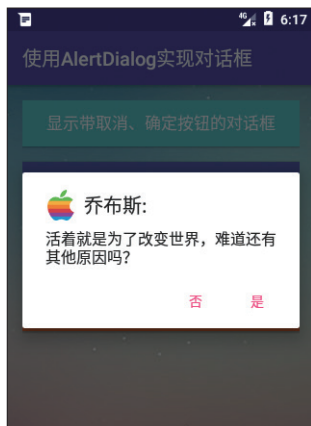 4G 6:17
使用AlertDialog实现对话框
显示带取消、确定按钮的对话框
乔布斯:
活着就是为了改变世界，难道还有
其他原因吗？
否 是